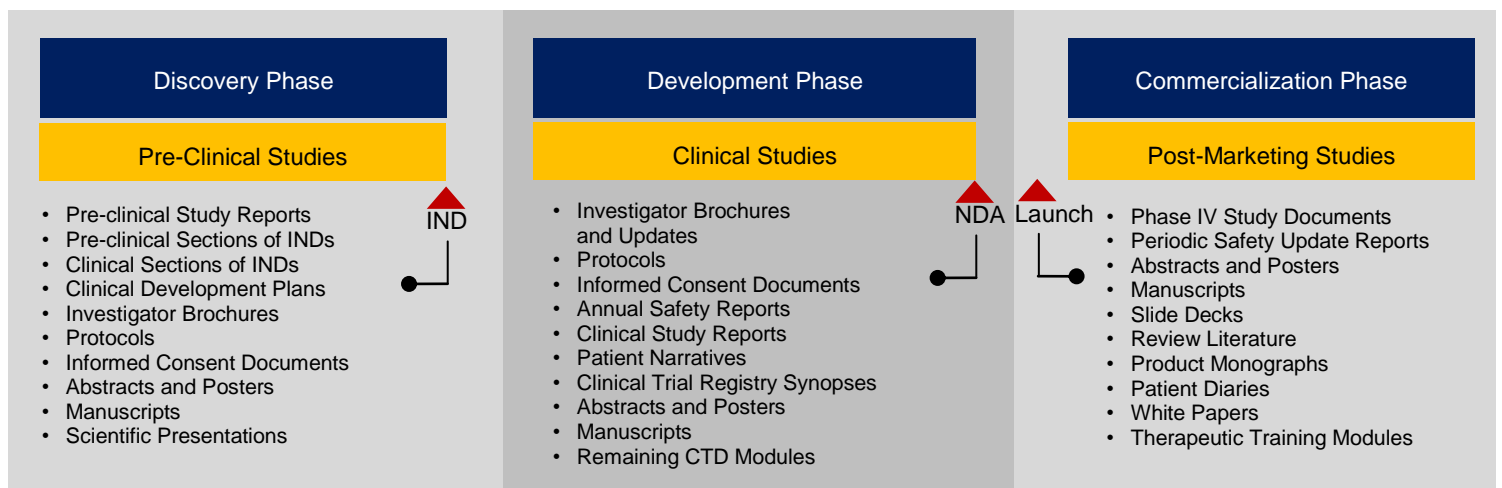 Discovery Phase
Pre-Clinical Studies
IND
• Pre-clinical Study Reports
• Pre-clinical Sections of INDs
• Clinical Sections of INDs
• Clinical Development Plans
• Investigator Brochures
• Protocols
• Informed Consent Documents
• Abstracts and Posters
• Manuscripts
• Scientific Presentations
Development Phase
Clinical Studies
NDA
• Investigator Brochures
and Updates
• Protocols
• Informed Consent Documents
• Annual Safety Reports
• Clinical Study Reports
• Patient Narratives
• Clinical Trial Registry Synopses
• Abstracts and Posters
• Manuscripts
• Remaining CTD Modules
Commercialization Phase
Post-Marketing Studies
Launch
• Phase IV Study Documents
• Periodic Safety Update Reports
• Abstracts and Posters
• Manuscripts
• Slide Decks
• Review Literature
• Product Monographs
• Patient Diaries
• White Papers
• Therapeutic Training Modules